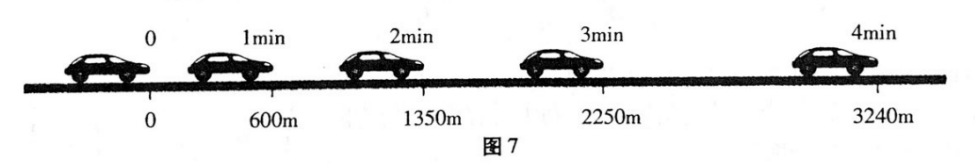 0 1min 2min 3min 4min
0 600m 1350m 2250m 3240m
图 7